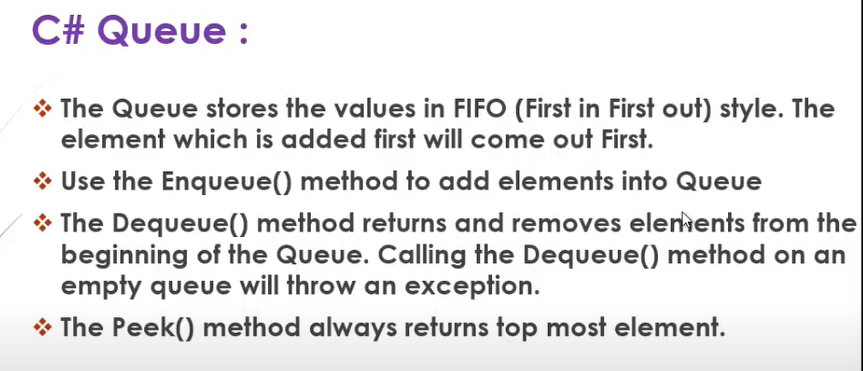 C# Queue :
The Queue stores the values in FIFO (First in First out) style. The
element which is added first will come out First.
Use the Enqueue() method to add elements into Queue
The Dequeue() method returns and removes elements from the
beginning of the Queue. Calling the Dequeue() method on an
empty queue will throw an exception.
The Peek() method always returns top most element.